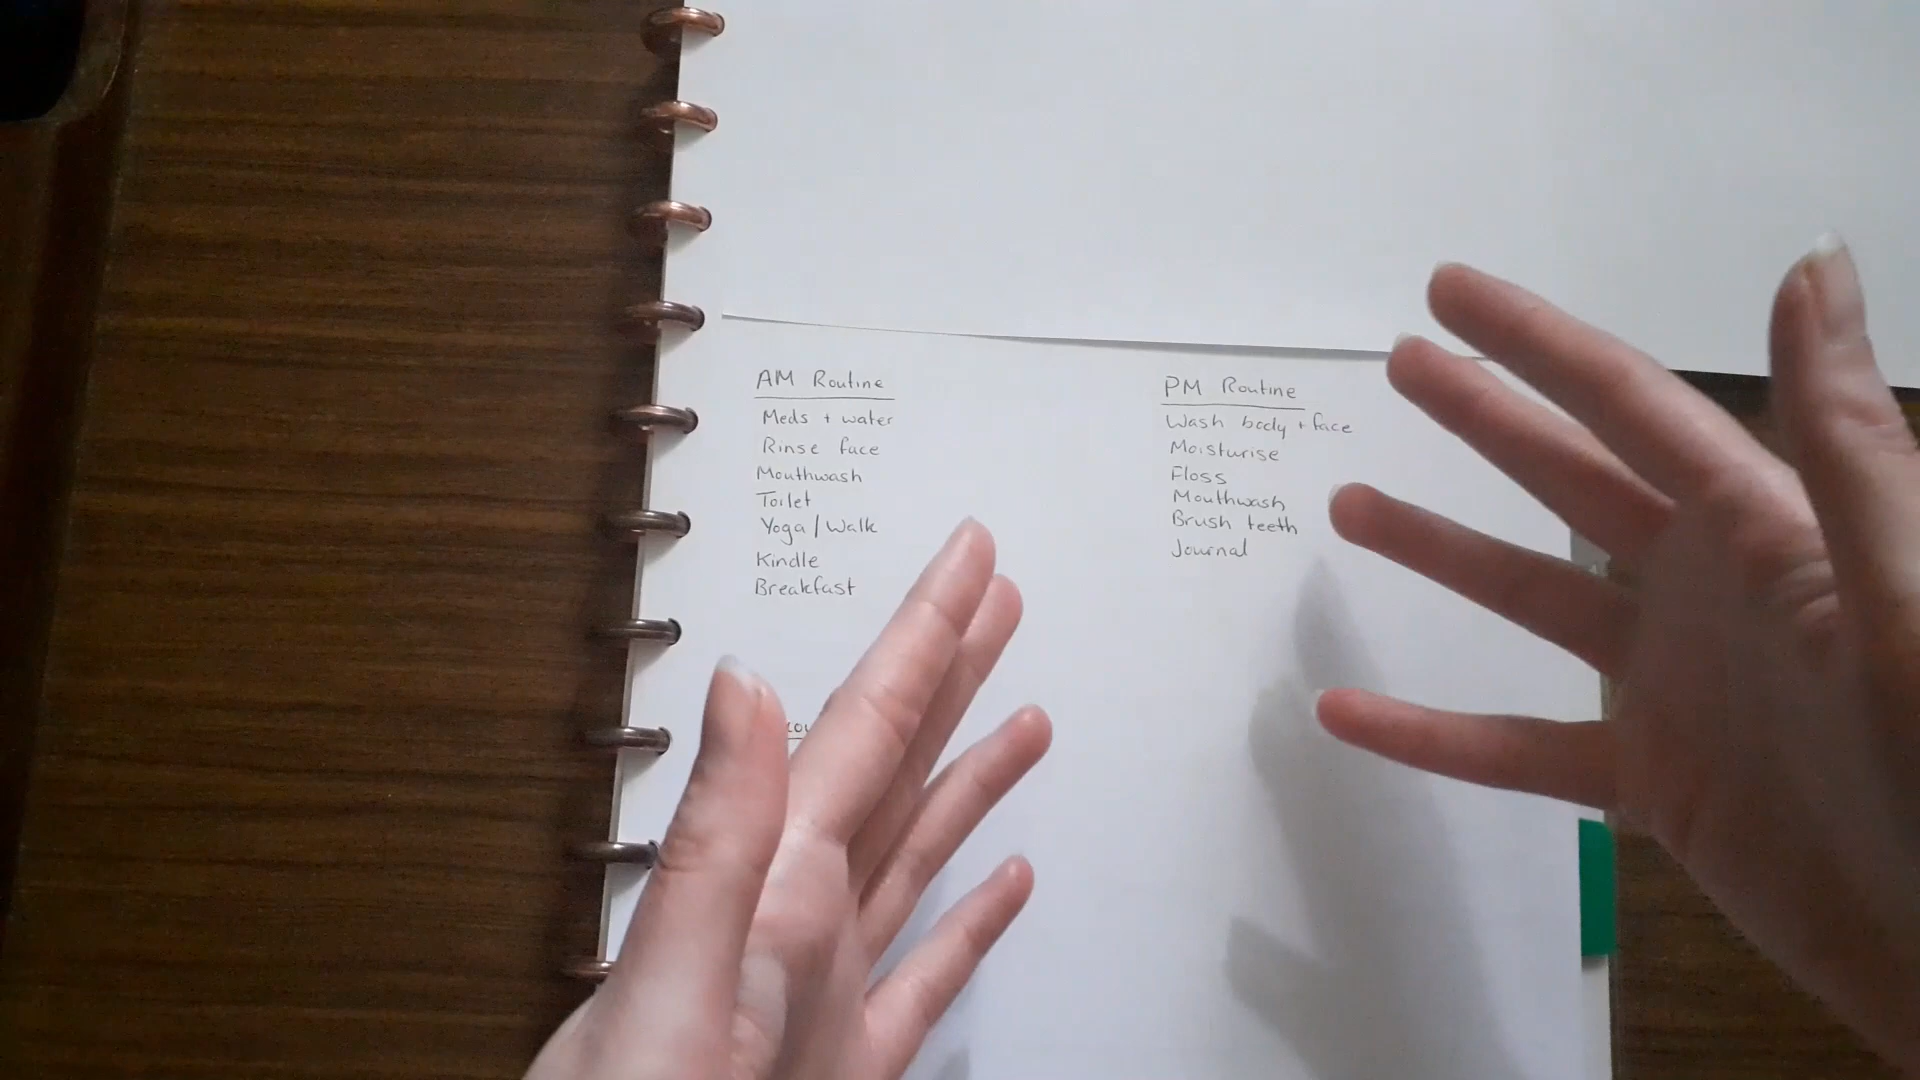 AM Routine
Meds + water
Rinse face
Mouthwash
Toilet
Yoga / Walk
Kindle
Breakfast
PM Routine
Wash body + face
Moisturise
Floss
Mouthwash
Brush teeth
Journal